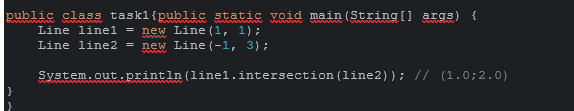 public class task1{public static void main(String[] args) {
Line line1 = new Line(1, 1);
Line line2 = new Line(-1, 3);
System.out.println(line1.intersection(line2)); // (1.0;2.0)
}
}